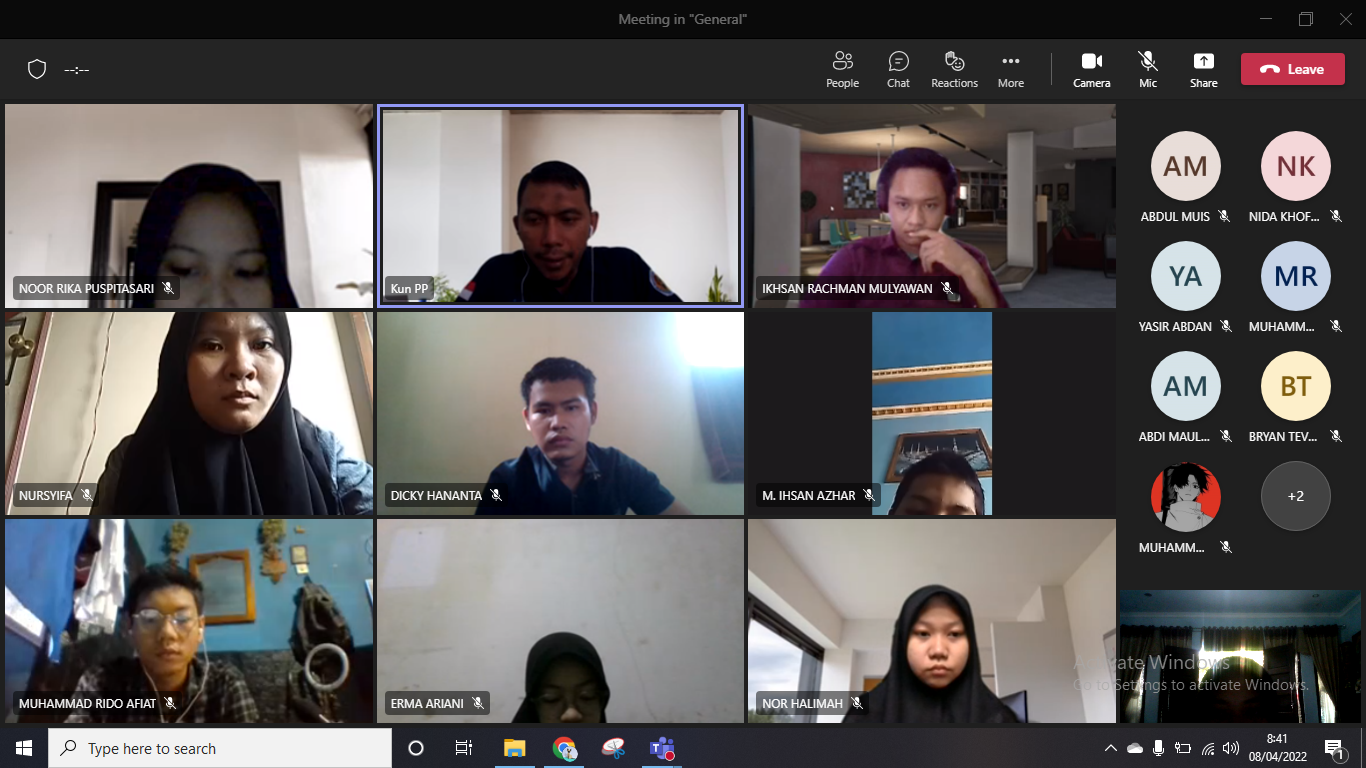 Meeting in "General"
--:--
People
Chat
Reactions
More
Camera
Mic
Share
Leave
NOOR RIKA PUSPITASARI
Kun PP
IKHSAN RACHMAN MULYAWAN
AM
ABDUL MUIS
NK
NIDA KHOF...
YA
YASIR ABDAN
MR
MUHAMM...
NURSYIFA
DICKY HANANTA
M. IHSAN AZHAR
AM
ABDI MAUL...
BT
BRYAN TEV...
MUHAMM...
+2
MUHAMMAD RIDO AFIAT
ERMA ARIANI
NOR HALIMAH
Activate Windows
Go to Settings to activate Windows.
Type here to search
8:41
08/04/2022
1